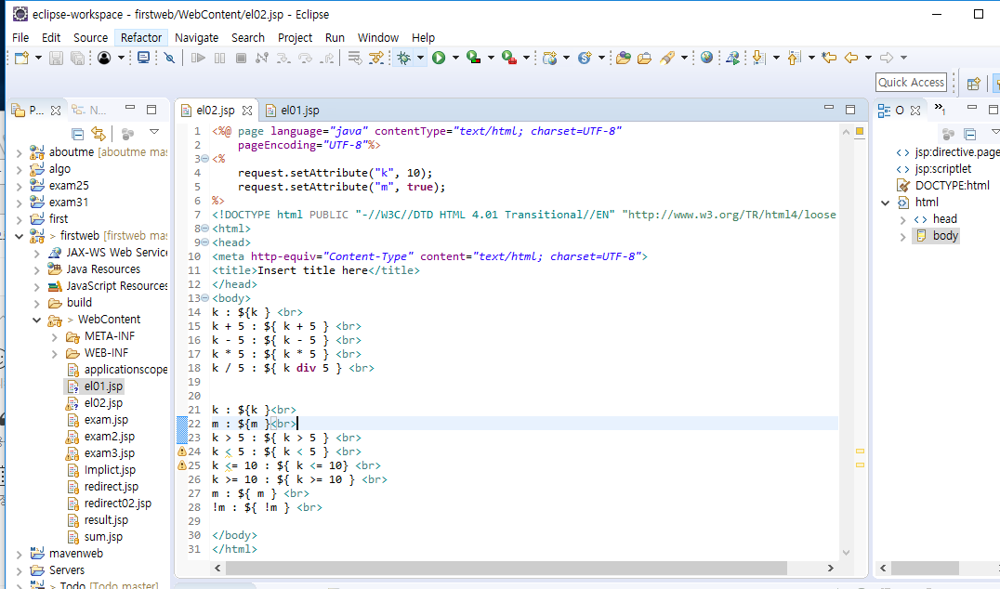 eclipse-workspace - firstweb/WebContent/el02.jsp - Eclipse
File Edit Source Refactor Navigate Search Project Run Window Help
Quick Access
P... N...
el02.jsp el01.jsp
O »1
aboutme [aboutme mas
algo
exam25
exam31
first
> firstweb [firstweb mas
JAX-WS Web Service
Java Resources
JavaScript Resources
build
> WebContent
META-INF
WEB-INF
applicationscope
el01.jsp
el02.jsp
exam.jsp
exam2.jsp
exam3.jsp
Implict.jsp
redirect.jsp
redirect02.jsp
result.jsp
sum.jsp
mavenweb
Servers
> Todo [Todo master]
1 <%@ page language="java" contentType="text/html; charset=UTF-8"
2 pageEncoding="UTF-8"%>
3 <%
4 request.setAttribute("k", 10);
5 request.setAttribute("m", true);
6 %>
7 <!DOCTYPE html PUBLIC "-//W3C//DTD HTML 4.01 Transitional//EN" "http://www.w3.org/TR/html4/loose
8 <html>
9 <head>
10 <meta http-equiv="Content-Type" content="text/html; charset=UTF-8">
11 <title>Insert title here</title>
12 </head>
13 <body>
14 k : ${k } <br>
15 k + 5 : ${ k + 5 } <br>
16 k - 5 : ${ k - 5 } <br>
17 k * 5 : ${ k * 5 } <br>
18 k / 5 : ${ k div 5 } <br>
19
20
21 k : ${k }<br>
22 m : ${m }<br>
23 k > 5 : ${ k > 5 } <br>
24 k < 5 : ${ k < 5 } <br>
25 k <= 10 : ${ k <= 10} <br>
26 k >= 10 : ${ k >= 10 } <br>
27 m : ${ m } <br>
28 !m : ${ !m } <br>
29
30 </body>
31 </html>
jsp:directive.page
jsp:scriptlet
DOCTYPE:html
html
head
body